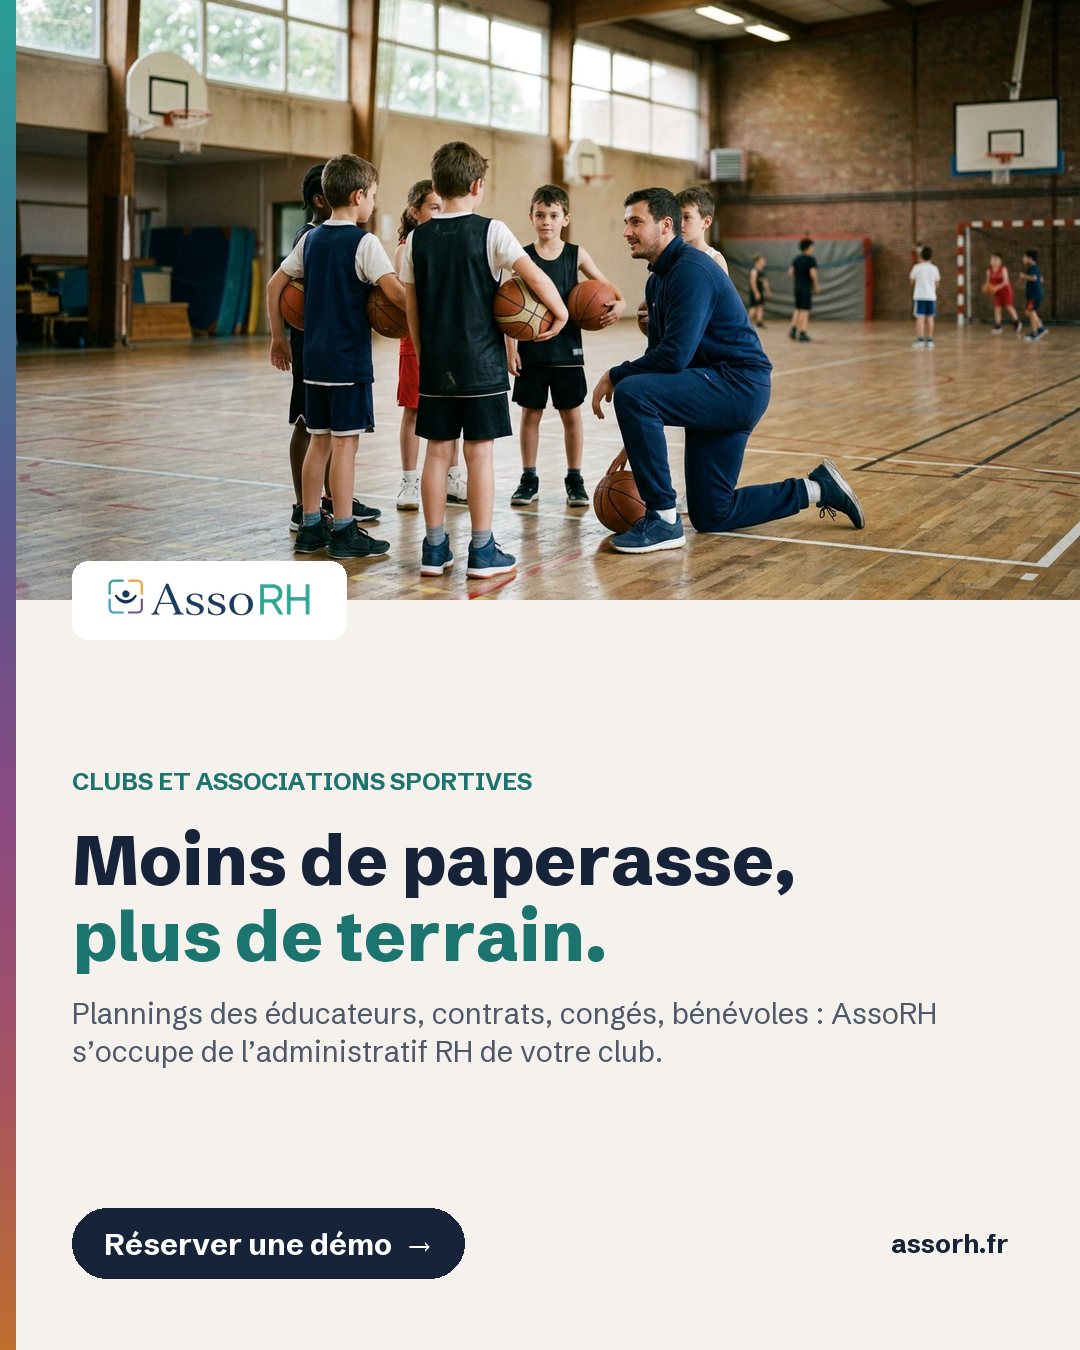 AssoRH
CLUBS ET ASSOCIATIONS SPORTIVES
Moins de paperasse,
plus de terrain.
Plannings des éducateurs, contrats, congés, bénévoles : AssoRH
s’occupe de l’administratif RH de votre club.
Réserver une démo →
assorh.fr